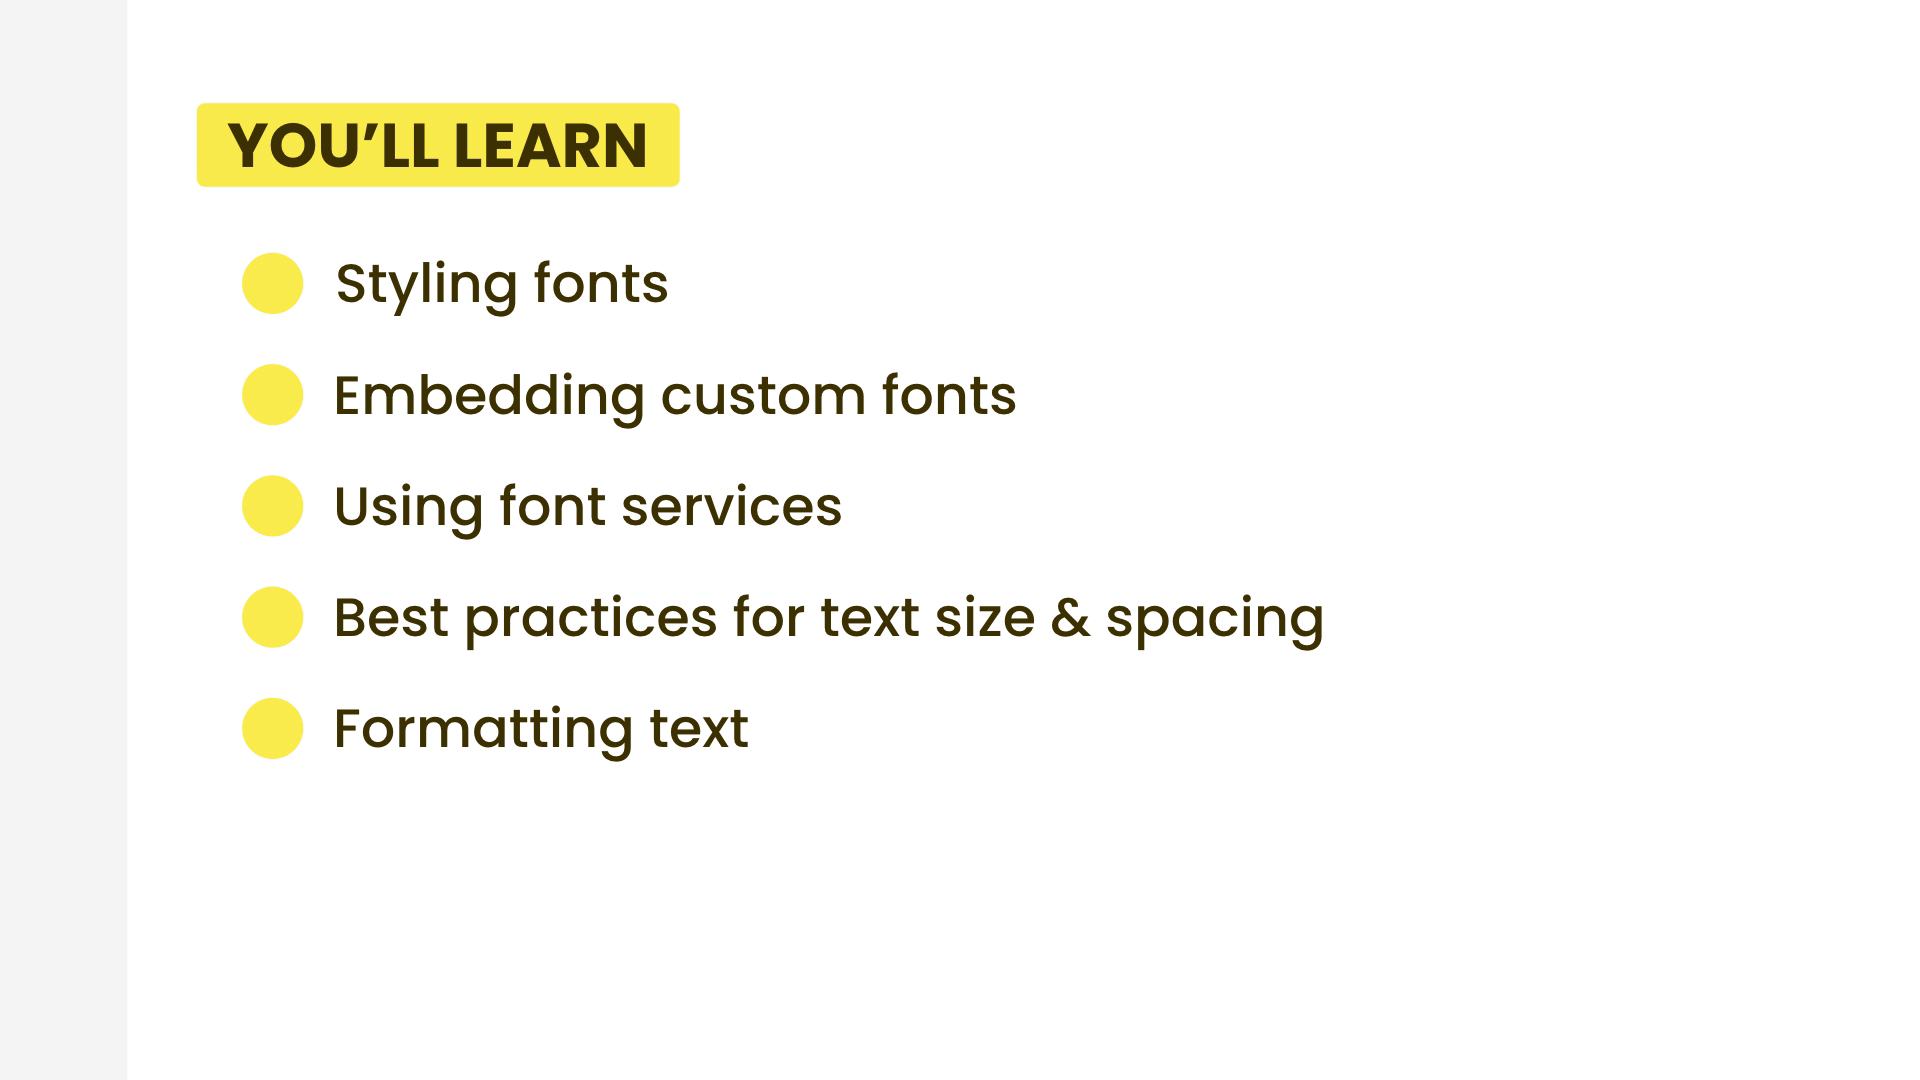 YOU’LL LEARN
Styling fonts
Embedding custom fonts
Using font services
Best practices for text size & spacing
Formatting text